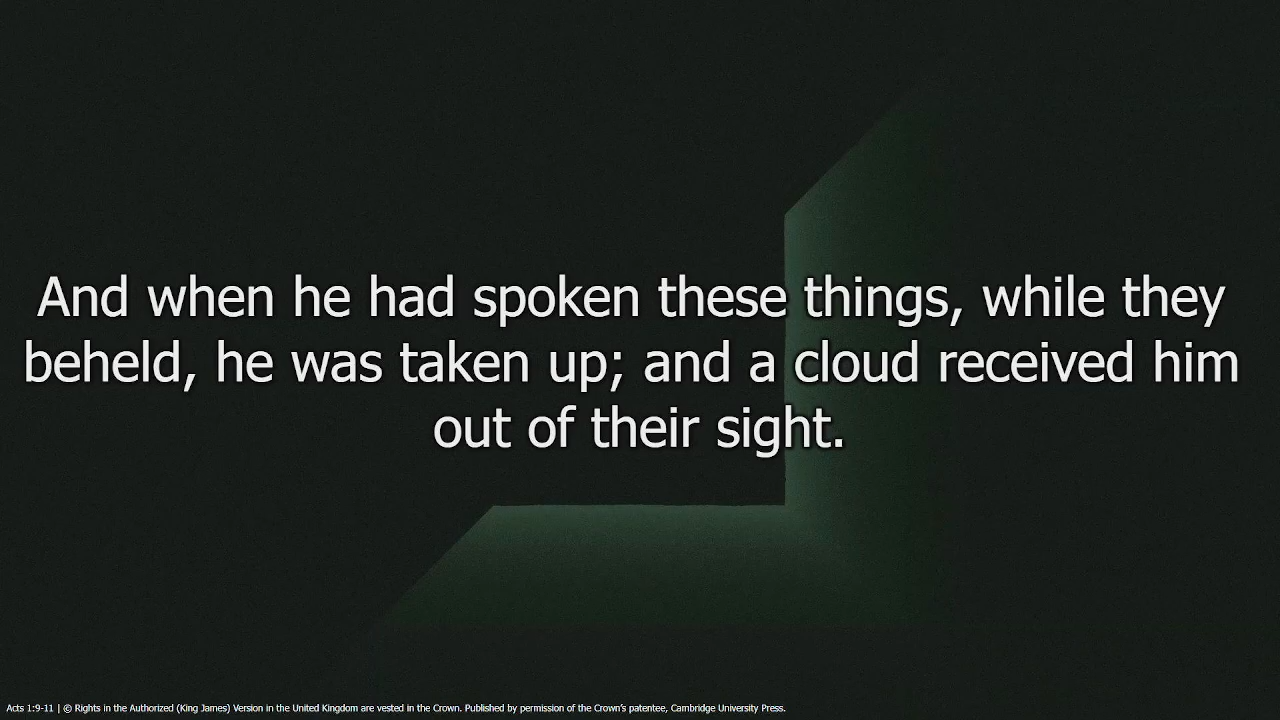 And when he had spoken these things, while they
beheld, he was taken up; and a cloud received him
out of their sight.
Acts 1:9-11 | © Rights in the Authorized (King James) Version in the United Kingdom are vested in the Crown. Published by permission of the Crown’s patentee, Cambridge University Press.